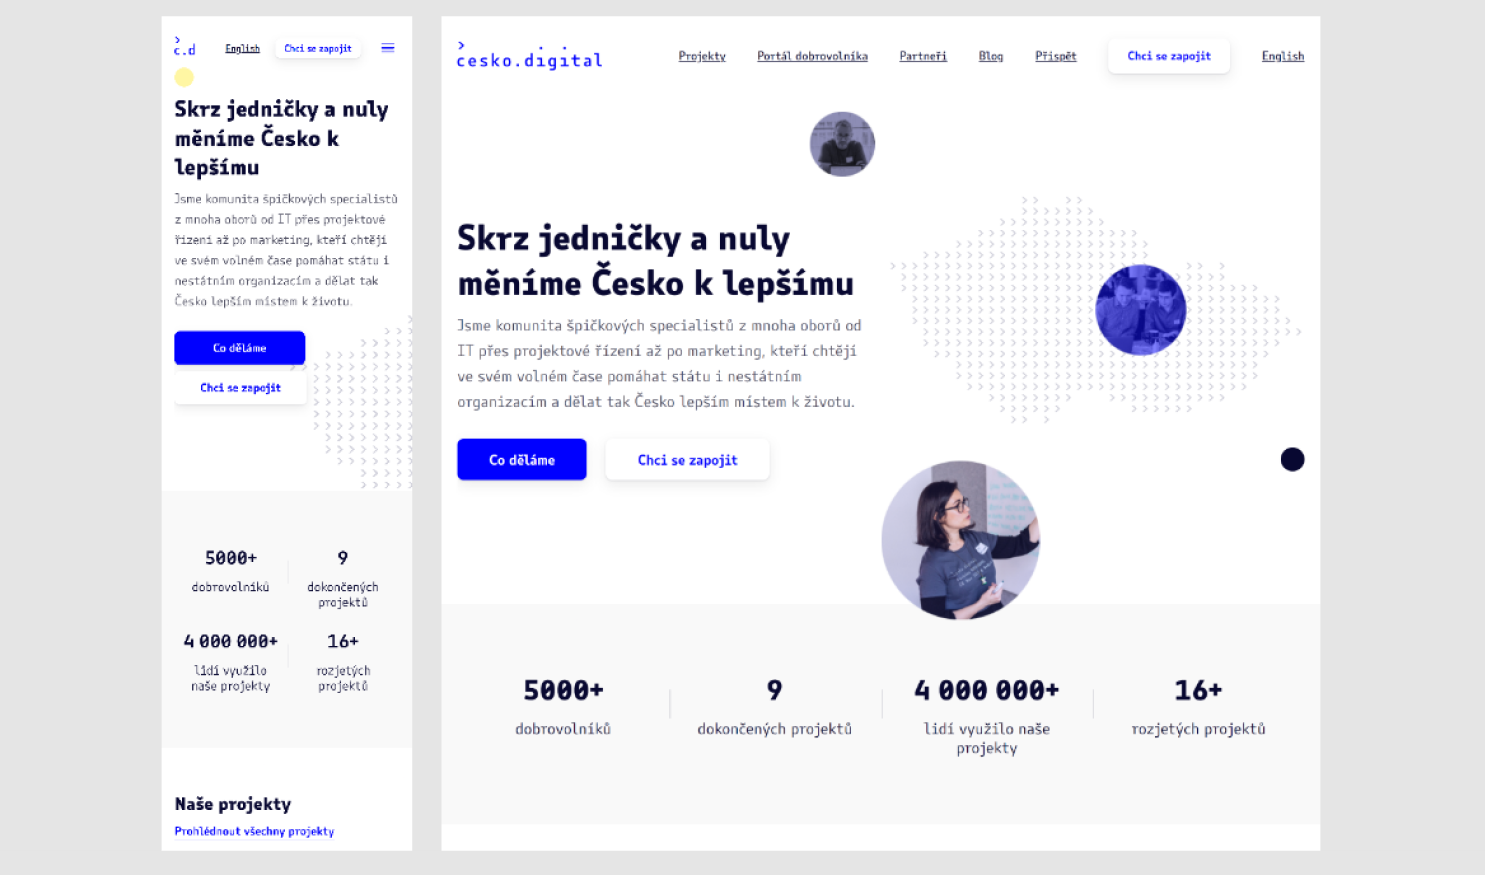 c.d
English
Chci se zapojit
Skrz jedničky a nuly
měníme Česko k
lepšímu
Jsme komunita špičkových specialistů
z mnoha oborů od IT přes projektové
řízení až po marketing, kteří chtějí
ve svém volném čase pomáhat státu i
nestátním organizacím a dělat tak
Česko lepším místem k životu.
Co děláme
Chci se zapojit
5000+
dobrovolníků
9
dokončených
projektů
4 000 000+
lidí využilo
naše projekty
16+
rozjetých
projektů
Naše projekty
Prohlédnout všechny projekty
cesko.digital
Projekty
Portál dobrovolníka
Partneři
Blog
Přispět
Chci se zapojit
English
Skrz jedničky a nuly
měníme Česko k lepšímu
Jsme komunita špičkových specialistů z mnoha oborů od
IT přes projektové řízení až po marketing, kteří chtějí
ve svém volném čase pomáhat státu i nestátním
organizacím a dělat tak Česko lepším místem k životu.
Co děláme
Chci se zapojit
5000+
dobrovolníků
9
dokončených projektů
4 000 000+
lidí využilo naše
projekty
16+
rozjetých projektů